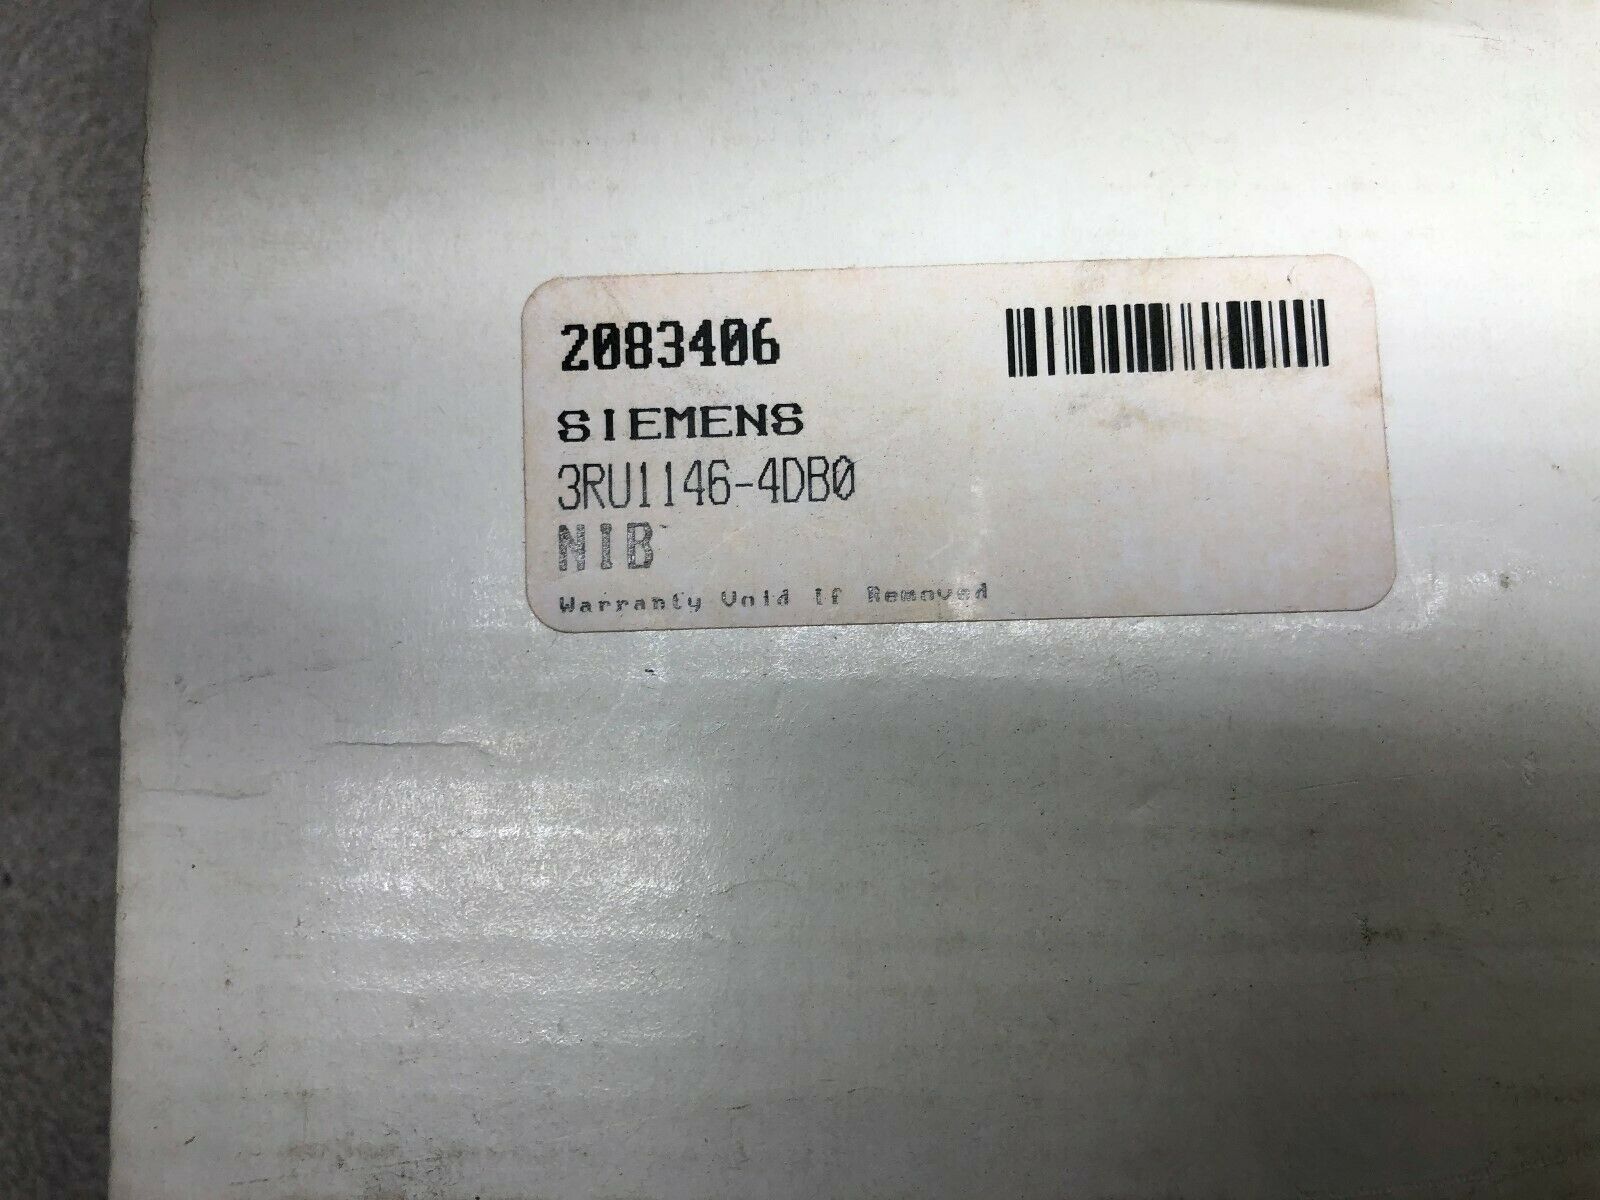 2083406
SIEMENS
3RU1146-4DB0
NIB
Warranty Void If Removed